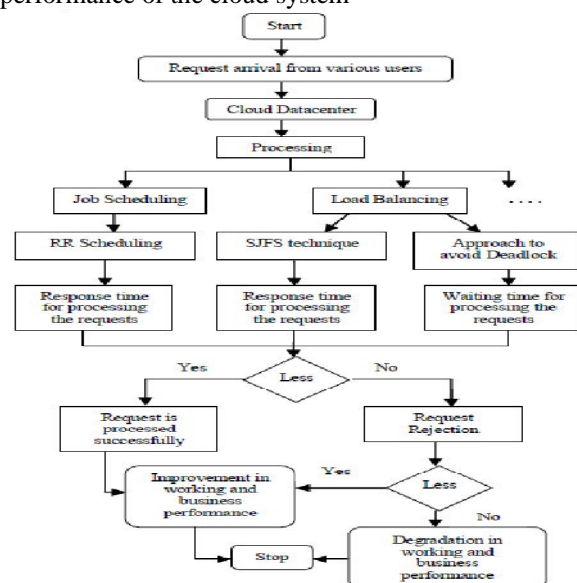 performance of the cloud system
Start
Request arrival from various users
Cloud Datacenter
Processing
Job Scheduling
Load Balancing
. . . .
RR Scheduling
SJFS technique
Approach to
avoid Deadlock
Response time
for processing
the requests
Response time
for processing
the requests
Waiting time for
processing the
requests
Yes
Less
No
Request is
processed
successfully
Request
Rejection
Improvement in
working and
business
performance
Yes
Less
No
Stop
Degradation in
working and
business
performance